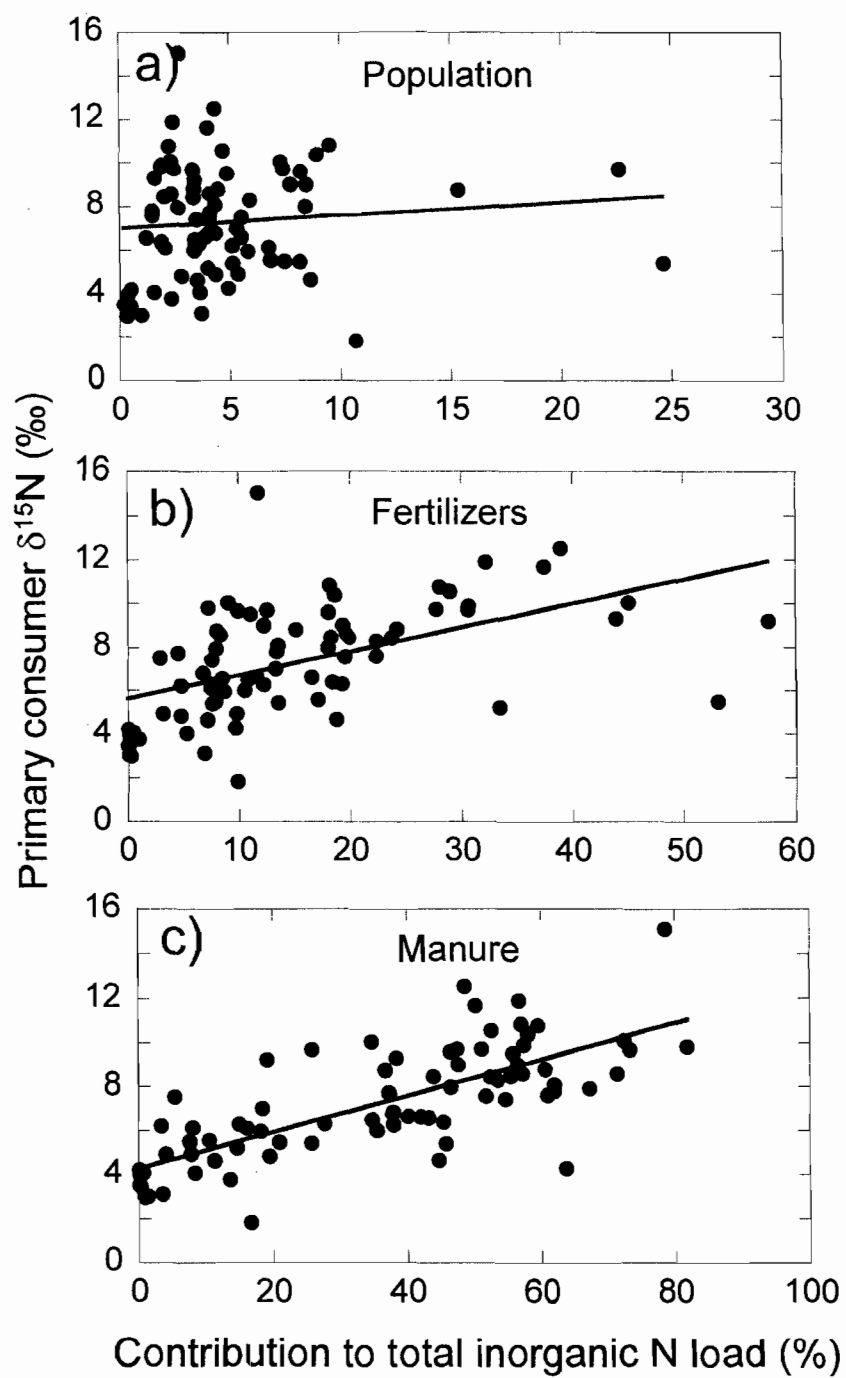 16
a)
Population
12
8
4
0
0 5 10 15 20 25 30
16
b)
Fertilizers
12
8
4
0
0 10 20 30 40 50 60
16
c)
Manure
12
8
4
0
0 20 40 60 80 100
Primary consumer δ¹⁵N (‰)
Contribution to total inorganic N load (%)